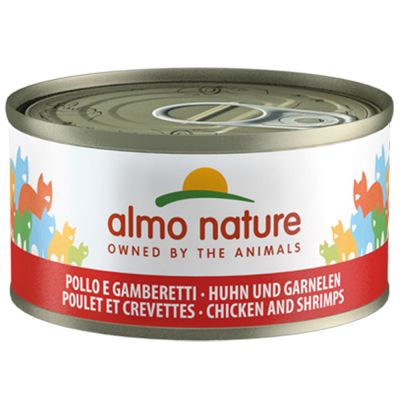 almo nature
OWNED BY THE ANIMALS
POLLO E GAMBERETTI · HUHN UND GARNELEN
POULET ET CREVETTES · CHICKEN AND SHRIMPS